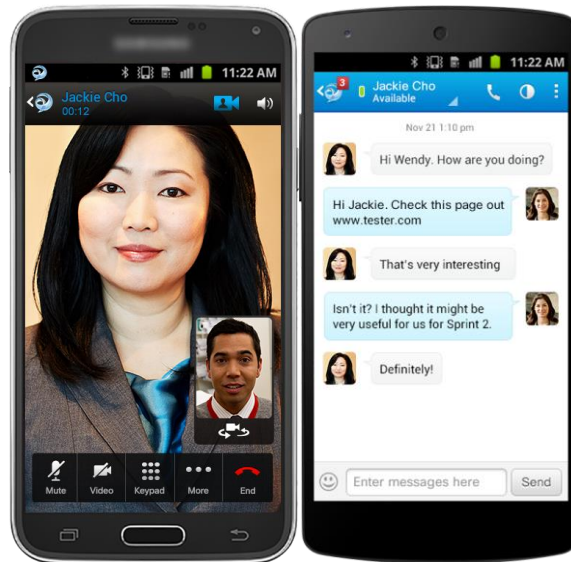 11:22 AM
Jackie Cho
00:12
Mute
Video
Keypad
More
End
11:22 AM
3
Jackie Cho
Available
Nov 21 1:10 pm
Hi Wendy. How are you doing?
Hi Jackie. Check this page out
www.tester.com
That's very interesting
Isn't it? I thought it might be
very useful for us for Sprint 2.
Definitely!
Enter messages here
Send